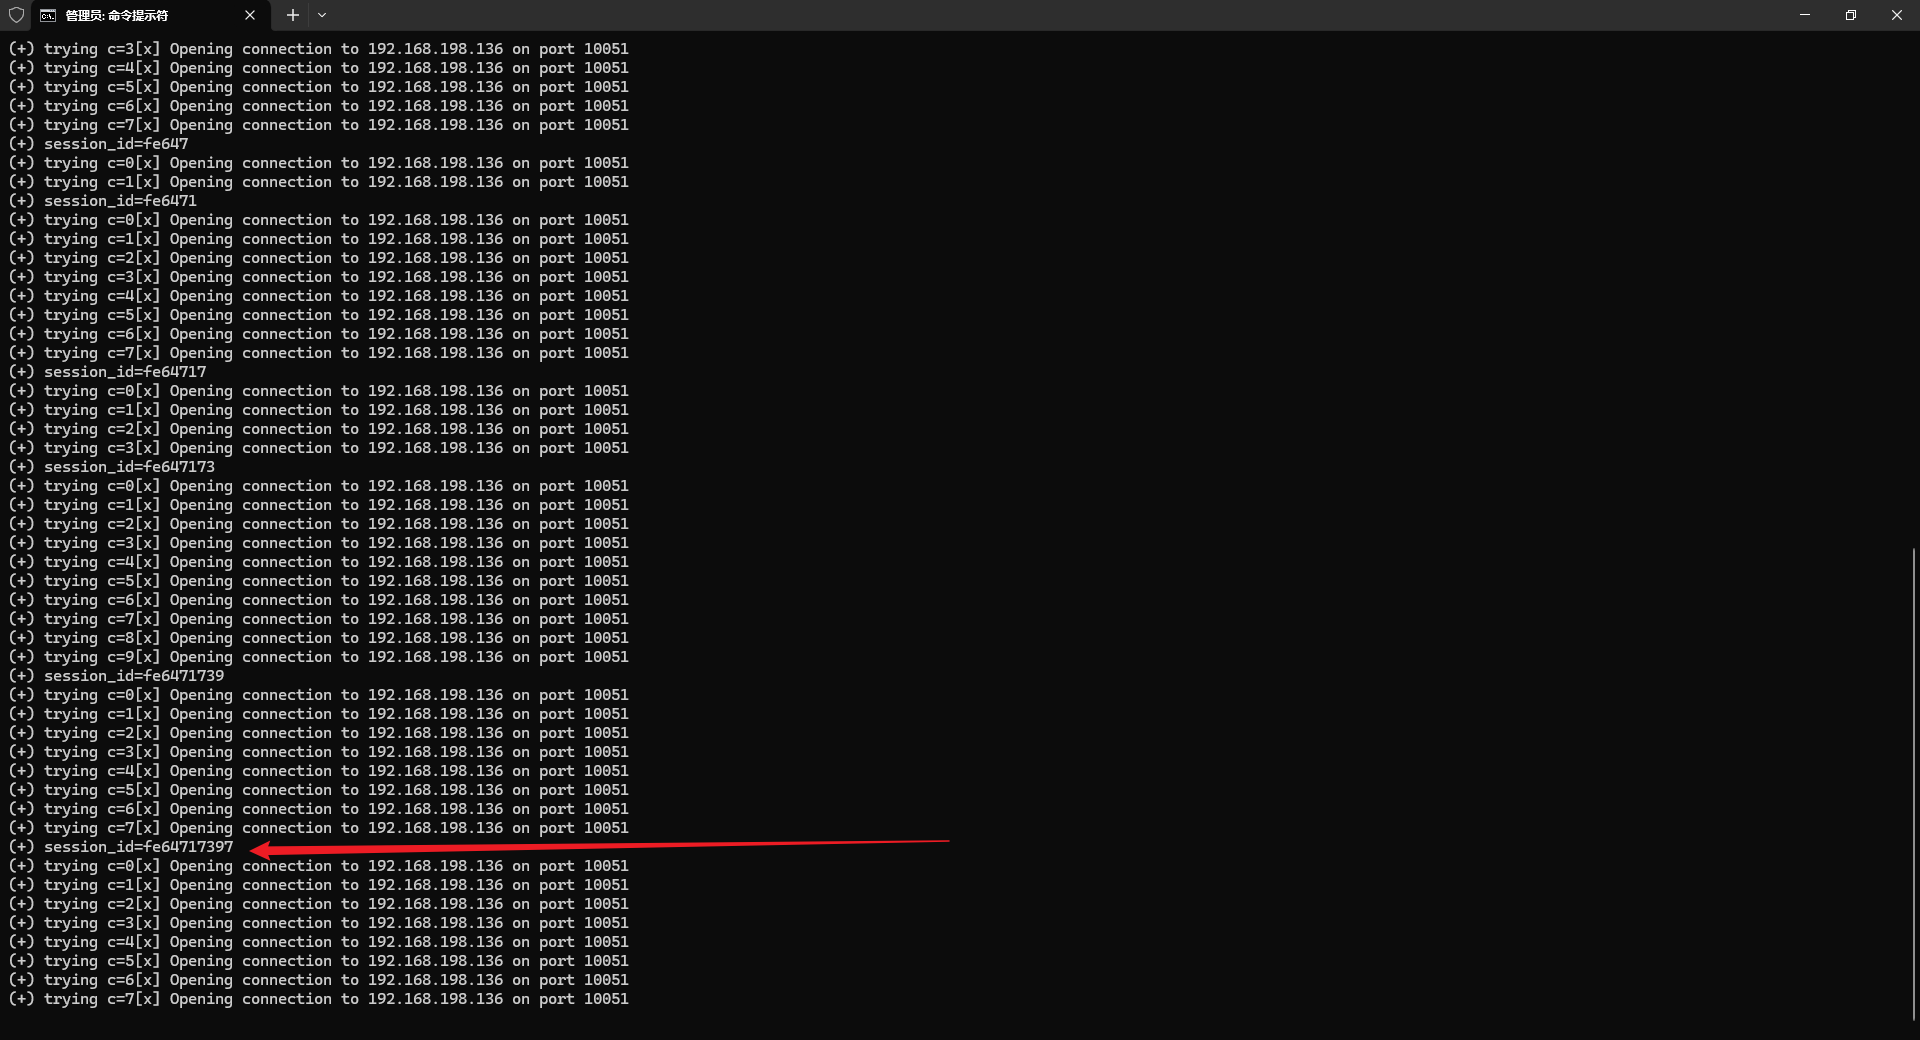 管理员: 命令提示符
(+) trying c=3[x] Opening connection to 192.168.198.136 on port 10051
(+) trying c=4[x] Opening connection to 192.168.198.136 on port 10051
(+) trying c=5[x] Opening connection to 192.168.198.136 on port 10051
(+) trying c=6[x] Opening connection to 192.168.198.136 on port 10051
(+) trying c=7[x] Opening connection to 192.168.198.136 on port 10051
(+) session_id=fe647
(+) trying c=0[x] Opening connection to 192.168.198.136 on port 10051
(+) trying c=1[x] Opening connection to 192.168.198.136 on port 10051
(+) session_id=fe6471
(+) trying c=0[x] Opening connection to 192.168.198.136 on port 10051
(+) trying c=1[x] Opening connection to 192.168.198.136 on port 10051
(+) trying c=2[x] Opening connection to 192.168.198.136 on port 10051
(+) trying c=3[x] Opening connection to 192.168.198.136 on port 10051
(+) trying c=4[x] Opening connection to 192.168.198.136 on port 10051
(+) trying c=5[x] Opening connection to 192.168.198.136 on port 10051
(+) trying c=6[x] Opening connection to 192.168.198.136 on port 10051
(+) trying c=7[x] Opening connection to 192.168.198.136 on port 10051
(+) session_id=fe64717
(+) trying c=0[x] Opening connection to 192.168.198.136 on port 10051
(+) trying c=1[x] Opening connection to 192.168.198.136 on port 10051
(+) trying c=2[x] Opening connection to 192.168.198.136 on port 10051
(+) trying c=3[x] Opening connection to 192.168.198.136 on port 10051
(+) session_id=fe647173
(+) trying c=0[x] Opening connection to 192.168.198.136 on port 10051
(+) trying c=1[x] Opening connection to 192.168.198.136 on port 10051
(+) trying c=2[x] Opening connection to 192.168.198.136 on port 10051
(+) trying c=3[x] Opening connection to 192.168.198.136 on port 10051
(+) trying c=4[x] Opening connection to 192.168.198.136 on port 10051
(+) trying c=5[x] Opening connection to 192.168.198.136 on port 10051
(+) trying c=6[x] Opening connection to 192.168.198.136 on port 10051
(+) trying c=7[x] Opening connection to 192.168.198.136 on port 10051
(+) trying c=8[x] Opening connection to 192.168.198.136 on port 10051
(+) trying c=9[x] Opening connection to 192.168.198.136 on port 10051
(+) session_id=fe6471739
(+) trying c=0[x] Opening connection to 192.168.198.136 on port 10051
(+) trying c=1[x] Opening connection to 192.168.198.136 on port 10051
(+) trying c=2[x] Opening connection to 192.168.198.136 on port 10051
(+) trying c=3[x] Opening connection to 192.168.198.136 on port 10051
(+) trying c=4[x] Opening connection to 192.168.198.136 on port 10051
(+) trying c=5[x] Opening connection to 192.168.198.136 on port 10051
(+) trying c=6[x] Opening connection to 192.168.198.136 on port 10051
(+) trying c=7[x] Opening connection to 192.168.198.136 on port 10051
(+) session_id=fe64717397
(+) trying c=0[x] Opening connection to 192.168.198.136 on port 10051
(+) trying c=1[x] Opening connection to 192.168.198.136 on port 10051
(+) trying c=2[x] Opening connection to 192.168.198.136 on port 10051
(+) trying c=3[x] Opening connection to 192.168.198.136 on port 10051
(+) trying c=4[x] Opening connection to 192.168.198.136 on port 10051
(+) trying c=5[x] Opening connection to 192.168.198.136 on port 10051
(+) trying c=6[x] Opening connection to 192.168.198.136 on port 10051
(+) trying c=7[x] Opening connection to 192.168.198.136 on port 10051